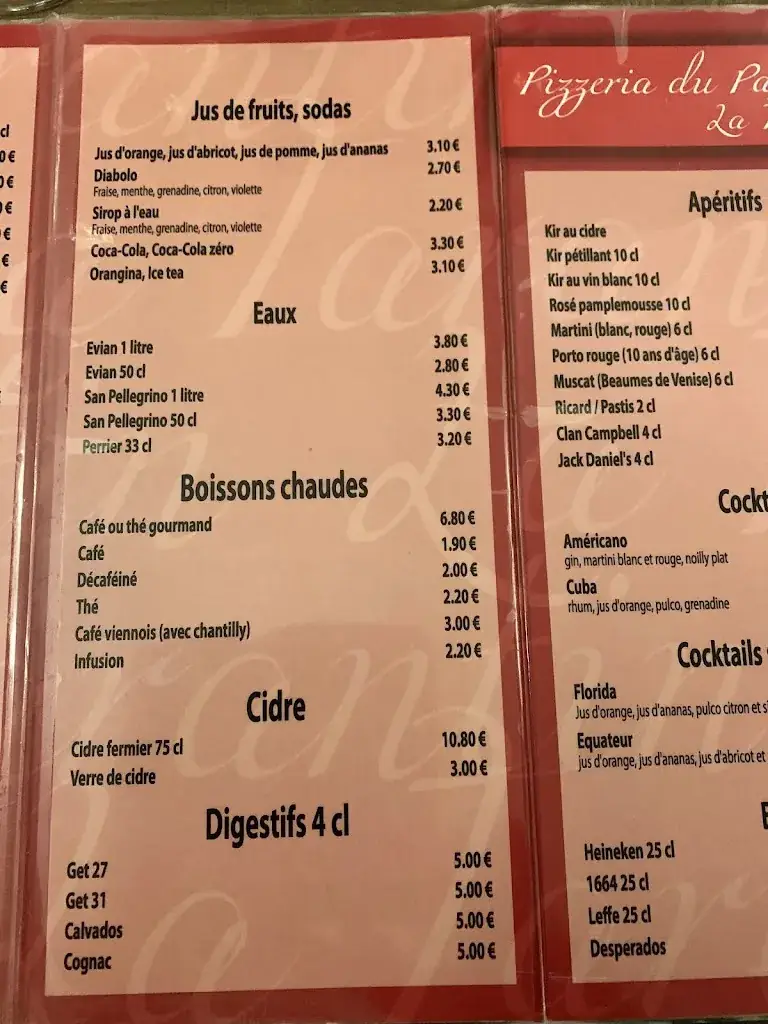 cl
0 €
0 €
€
€
€
€
Jus de fruits, sodas
Jus d'orange, jus d'abricot, jus de pomme, jus d'ananas 3.10 €
Diabolo 2.70 €
Fraise, menthe, grenadine, citron, violette
Sirop à l'eau 2.20 €
Fraise, menthe, grenadine, citron, violette
Coca-Cola, Coca-Cola zéro 3.30 €
Orangina, Ice tea 3.10 €
Eaux
Evian 1 litre 3.80 €
Evian 50 cl 2.80 €
San Pellegrino 1 litre 4.30 €
San Pellegrino 50 cl 3.30 €
Perrier 33 cl 3.20 €
Boissons chaudes
Café ou thé gourmand 6.80 €
Café 1.90 €
Décaféiné 2.00 €
Thé 2.20 €
Café viennois (avec chantilly) 3.00 €
Infusion 2.20 €
Cidre
Cidre fermier 75 cl 10.80 €
Verre de cidre 3.00 €
Digestifs 4 cl
Get 27 5.00 €
Get 31 5.00 €
Calvados 5.00 €
Cognac 5.00 €
Pizzeria du Pa
La
Apéritifs
Kir au cidre
Kir pétillant 10 cl
Kir au vin blanc 10 cl
Rosé pamplemousse 10 cl
Martini (blanc, rouge) 6 cl
Porto rouge (10 ans d'âge) 6 cl
Muscat (Beaumes de Venise) 6 cl
Ricard / Pastis 2 cl
Clan Campbell 4 cl
Jack Daniel's 4 cl
Cockt
Américano
gin, martini blanc et rouge, noilly plat
Cuba
rhum, jus d'orange, pulco, grenadine
Cocktails
Florida
Jus d'orange, jus d'ananas, pulco citron et s
Equateur
jus d'orange, jus d'ananas, jus d'abricot et
Heineken 25 cl
1664 25 cl
Leffe 25 cl
Desperados